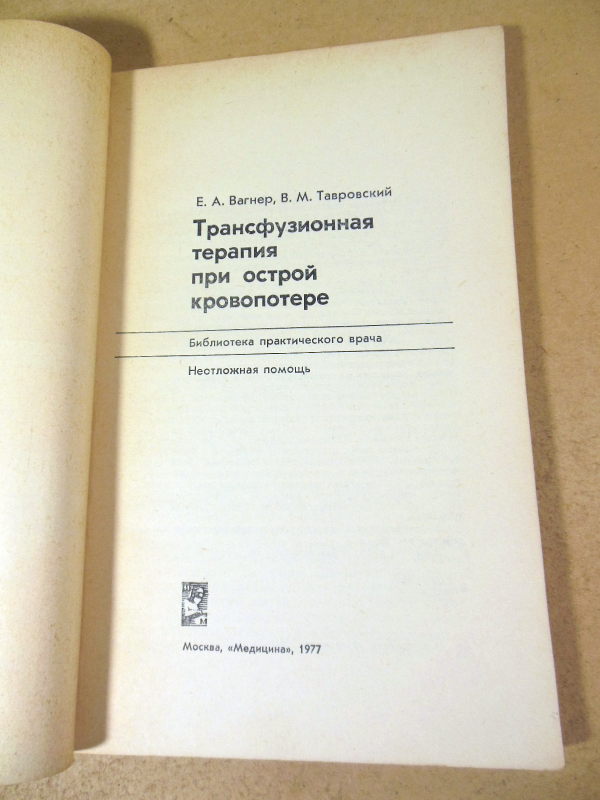 Е. А. Вагнер, В. М. Тавровский
Трансфузионная
терапия
при острой
кровопотере
Библиотека практического врача
Неотложная помощь
Москва, «Медицина», 1977